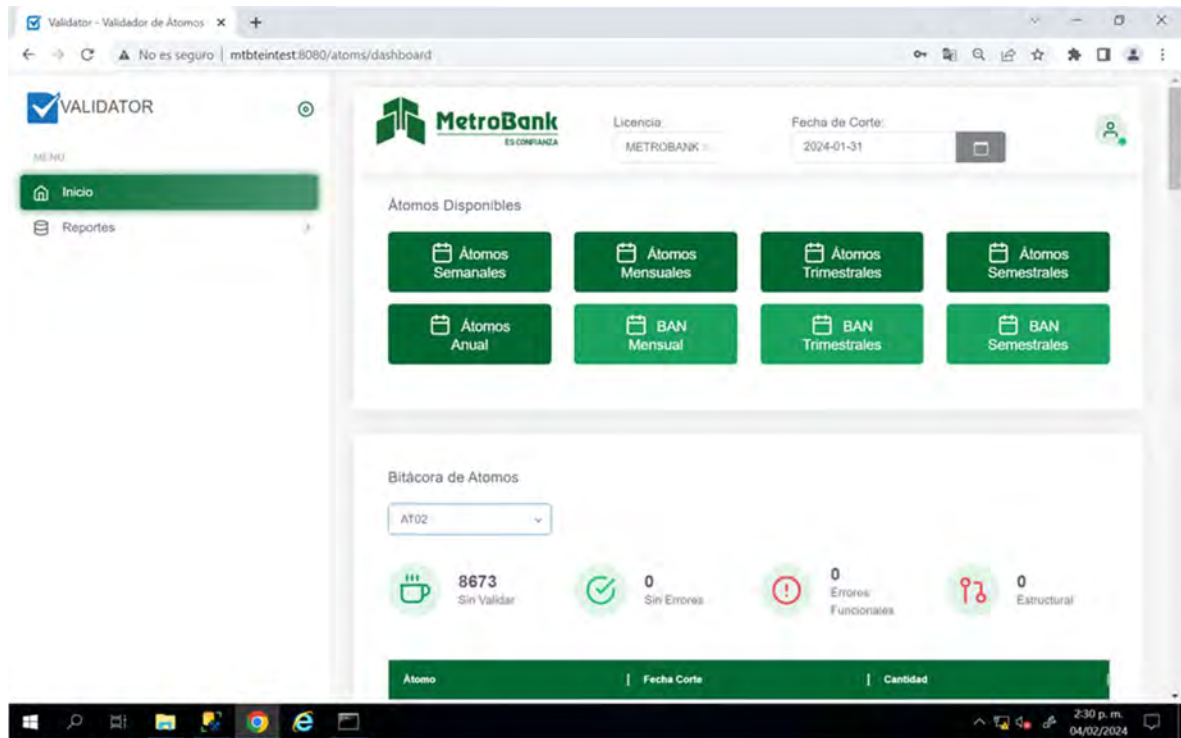 Validator - Validador de Átomos
No es seguro | mtbteintest:8080/atoms/dashboard
VALIDATOR
MENU
Inicio
Reportes
MetroBank
ES CONFIANZA
Licencia:
METROBANK
Fecha de Corte:
2024-01-31
Átomos Disponibles
Átomos
Semanales
Átomos
Mensuales
Átomos
Trimestrales
Átomos
Semestrales
Átomos
Anual
BAN
Mensual
BAN
Trimestrales
BAN
Semestrales
Bitácora de Atomos
AT02
8673
Sin Validar
0
Sin Errores
0
Errores
Funcionales
0
Estructural
Átomo
Fecha Corte
Cantidad
2:30 p. m.
04/02/2024